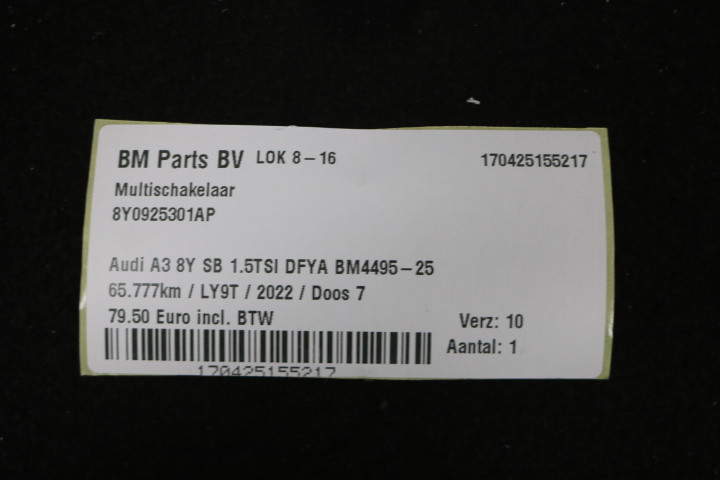 BM Parts BV LOK 8-16 170425155217
Multischakelaar
8Y0925301AP
Audi A3 8Y SB 1.5TSI DFYA BM4495-25
65.777km / LY9T / 2022 / Doos 7
79.50 Euro incl. BTW Verz: 10
Aantal: 1
170425155217